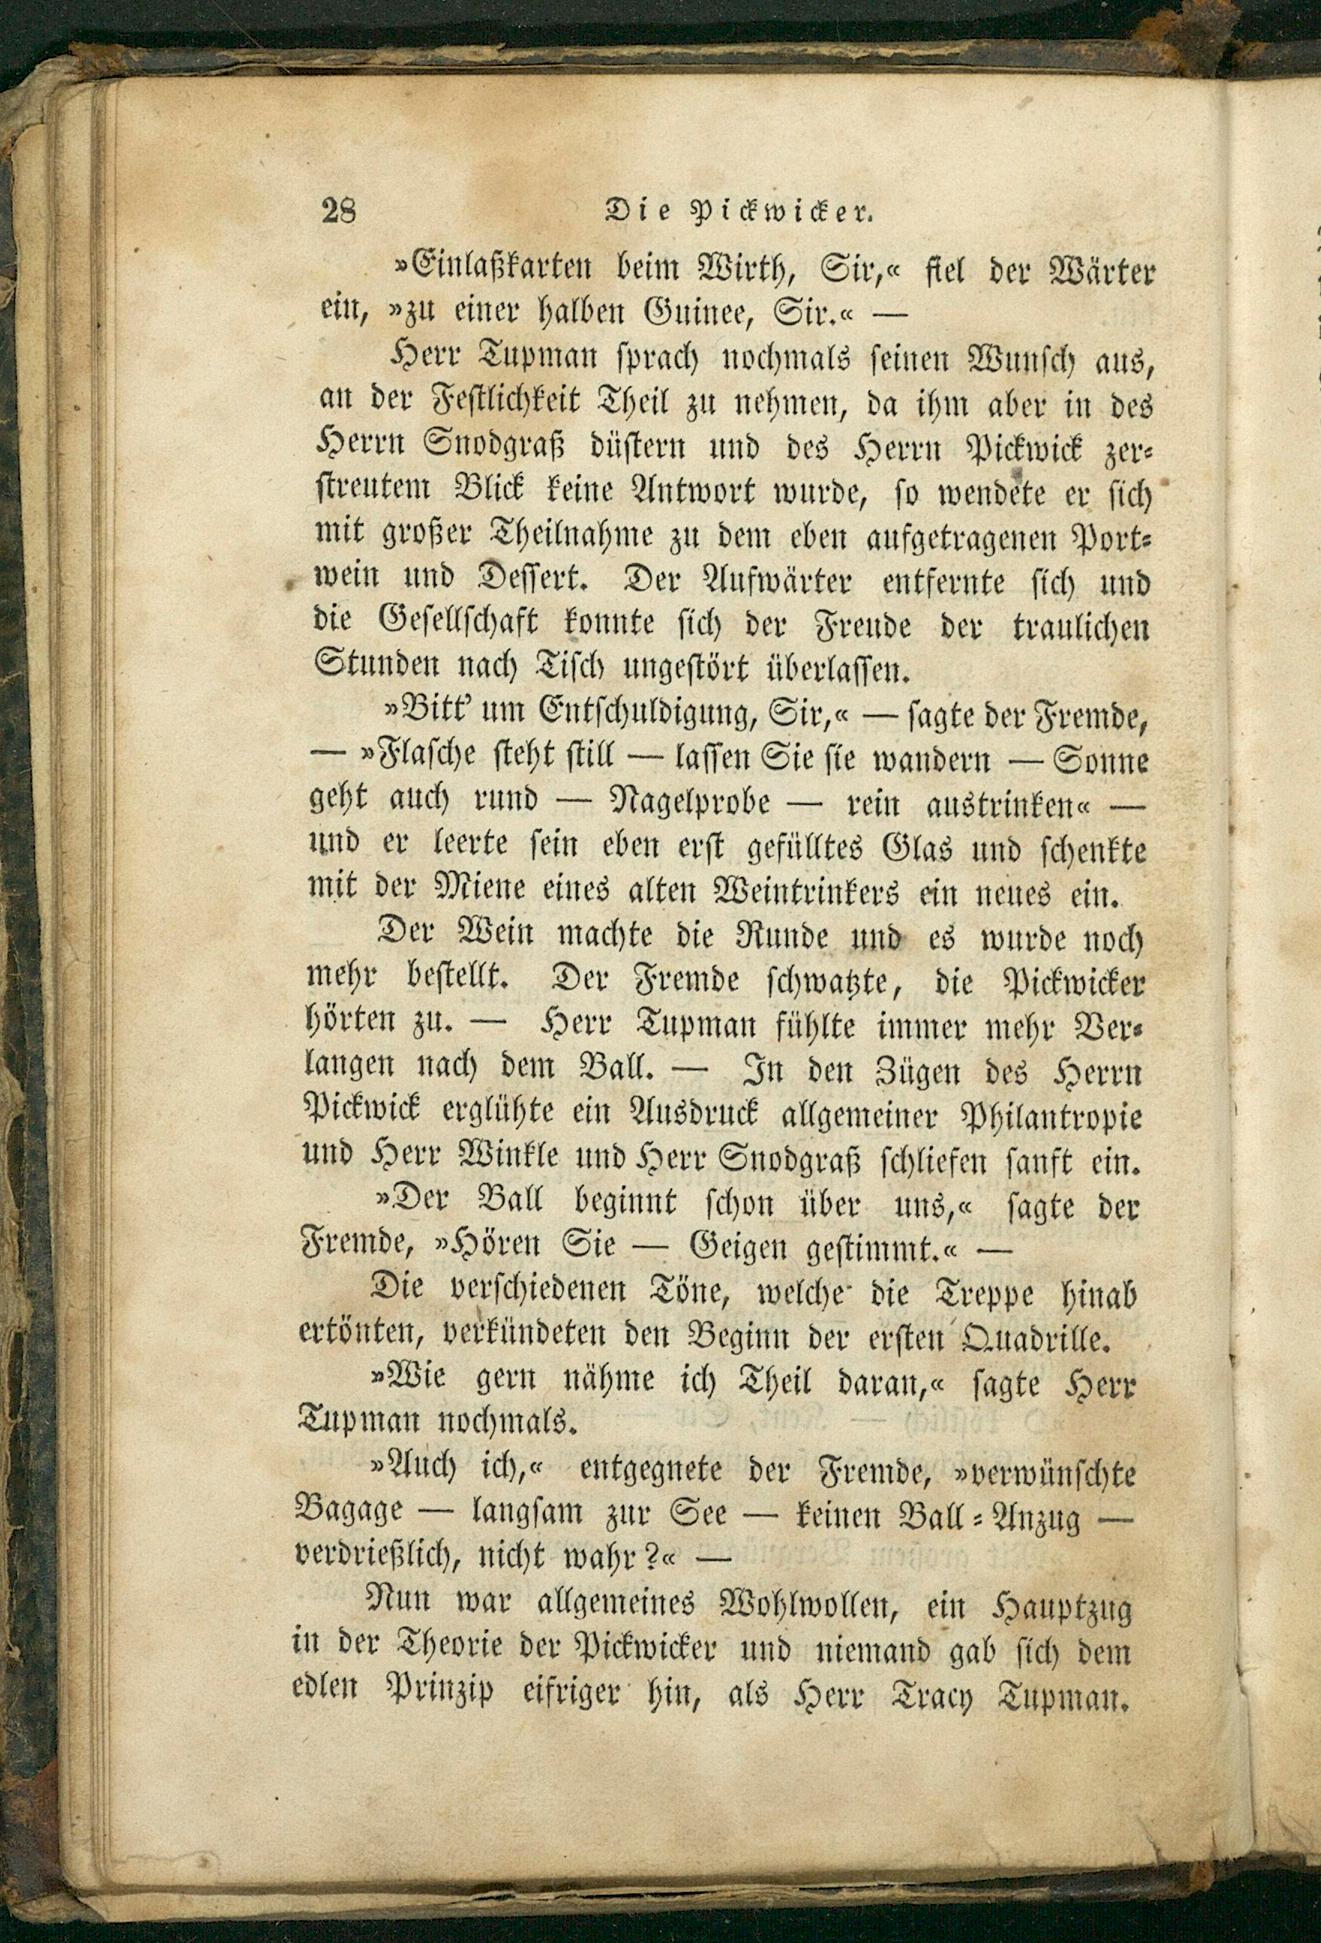 28 Die Pickwicker.
»Einlaßkarten beim Wirth, Sir,« fiel der Wärter
ein, »zu einer halben Guinee, Sir.« —
Herr Tupman sprach nochmals seinen Wunsch aus,
an der Festlichkeit Theil zu nehmen, da ihm aber in des
Herrn Snodgraß düstern und des Herrn Pickwick zer-
streutem Blick keine Antwort wurde, so wendete er sich
mit großer Theilnahme zu dem eben aufgetragenen Port-
wein und Dessert. Der Aufwärter entfernte sich und
die Gesellschaft konnte sich der Freude der traulichen
Stunden nach Tisch ungestört überlassen.
»Bitt' um Entschuldigung, Sir,« — sagte der Fremde,
— »Flasche steht still — lassen Sie sie wandern — Sonne
geht auch rund — Nagelprobe — rein austrinken« —
und er leerte sein eben erst gefülltes Glas und schenkte
mit der Miene eines alten Weintrinkers ein neues ein.
Der Wein machte die Runde und es wurde noch
mehr bestellt. Der Fremde schwatzte, die Pickwicker
hörten zu. — Herr Tupman fühlte immer mehr Ver-
langen nach dem Ball. — In den Zügen des Herrn
Pickwick erglühte ein Ausdruck allgemeiner Philantropie
und Herr Winkle und Herr Snodgraß schliefen sanft ein.
»Der Ball beginnt schon über uns,« sagte der
Fremde, »Hören Sie — Geigen gestimmt.« —
Die verschiedenen Töne, welche die Treppe hinab
ertönten, verkündeten den Beginn der ersten Quadrille.
»Wie gern nähme ich Theil daran,« sagte Herr
Tupman nochmals.
»Auch ich,« entgegnete der Fremde, »verwünschte
Bagage — langsam zur See — keinen Ball-Anzug —
verdrießlich, nicht wahr?« —
Nun war allgemeines Wohlwollen, ein Hauptzug
in der Theorie der Pickwicker und niemand gab sich dem
edlen Prinzip eifriger hin, als Herr Tracy Tupman.